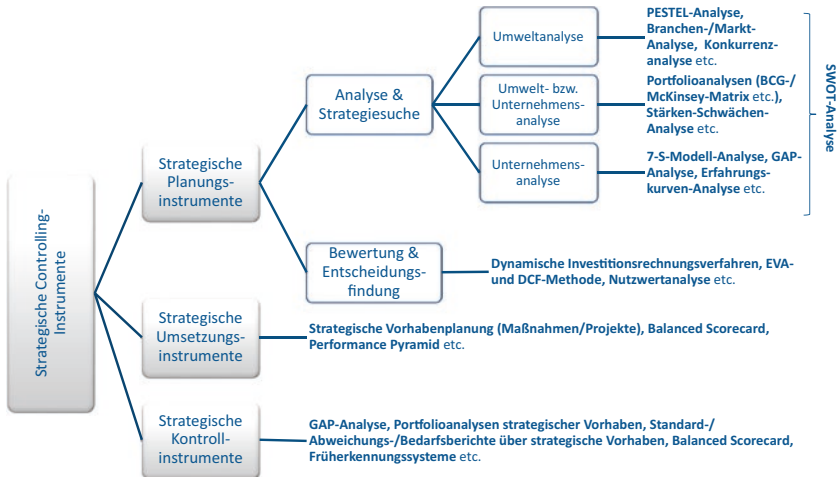 Strategische Controlling-
Instrumente
Strategische
Planungs-
instrumente
Analyse &
Strategiesuche
Umweltanalyse
PESTEL-Analyse,
Branchen-/Markt-
Analyse, Konkurrenz-
analyse etc.
Umwelt- bzw.
Unternehmens-
analyse
Portfolioanalysen (BCG-/
McKinsey-Matrix etc.),
Stärken-Schwächen-
Analyse etc.
Unternehmens-
analyse
7-S-Modell-Analyse, GAP-
Analyse, Erfahrungs-
kurven-Analyse etc.
SWOT-Analyse
Bewertung &
Entscheidungs-
findung
Dynamische Investitionsrechnungsverfahren, EVA-
und DCF-Methode, Nutzwertanalyse etc.
Strategische
Umsetzungs-
instrumente
Strategische Vorhabenplanung (Maßnahmen/Projekte), Balanced Scorecard,
Performance Pyramid etc.
Strategische
Kontroll-
instrumente
GAP-Analyse, Portfolioanalysen strategischer Vorhaben, Standard-/
Abweichungs-/Bedarfsberichte über strategische Vorhaben, Balanced Scorecard,
Früherkennungssysteme etc.